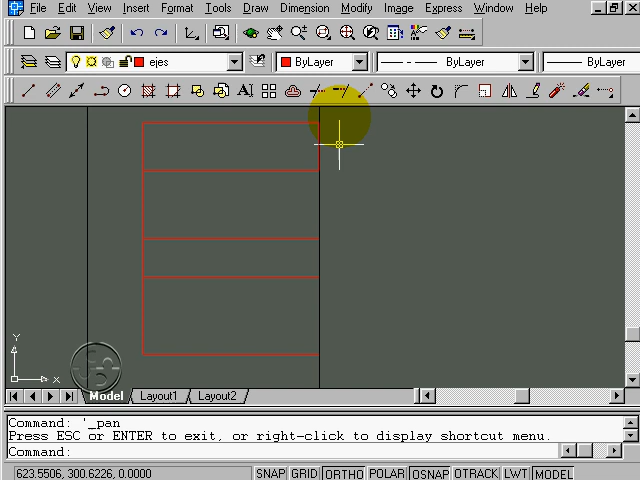 File Edit View Insert Format Tools Draw Dimension Modify Image Express Window Help
ejes ByLayer ByLayer ByLayer
A
Y
X
Model Layout1 Layout2
Command: '_pan
Press ESC or ENTER to exit, or right-click to display shortcut menu.
Command:
623.5506, 300.6226, 0.0000 SNAP GRID ORTHO POLAR OSNAP OTRACK LWT MODEL